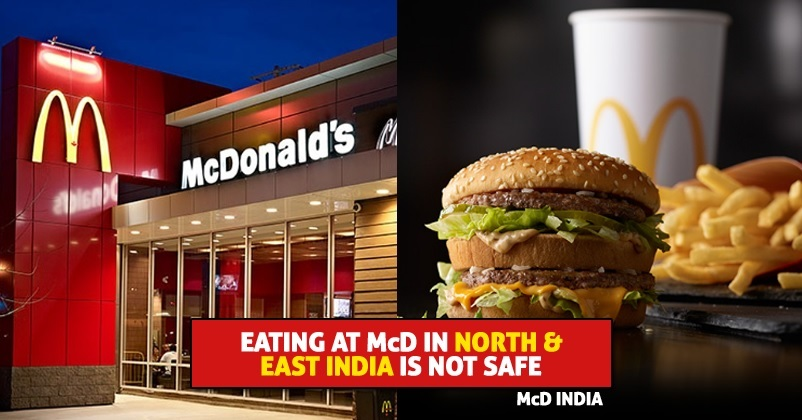 McDonald's
EATING AT McD IN NORTH &
EAST INDIA IS NOT SAFE
McD INDIA